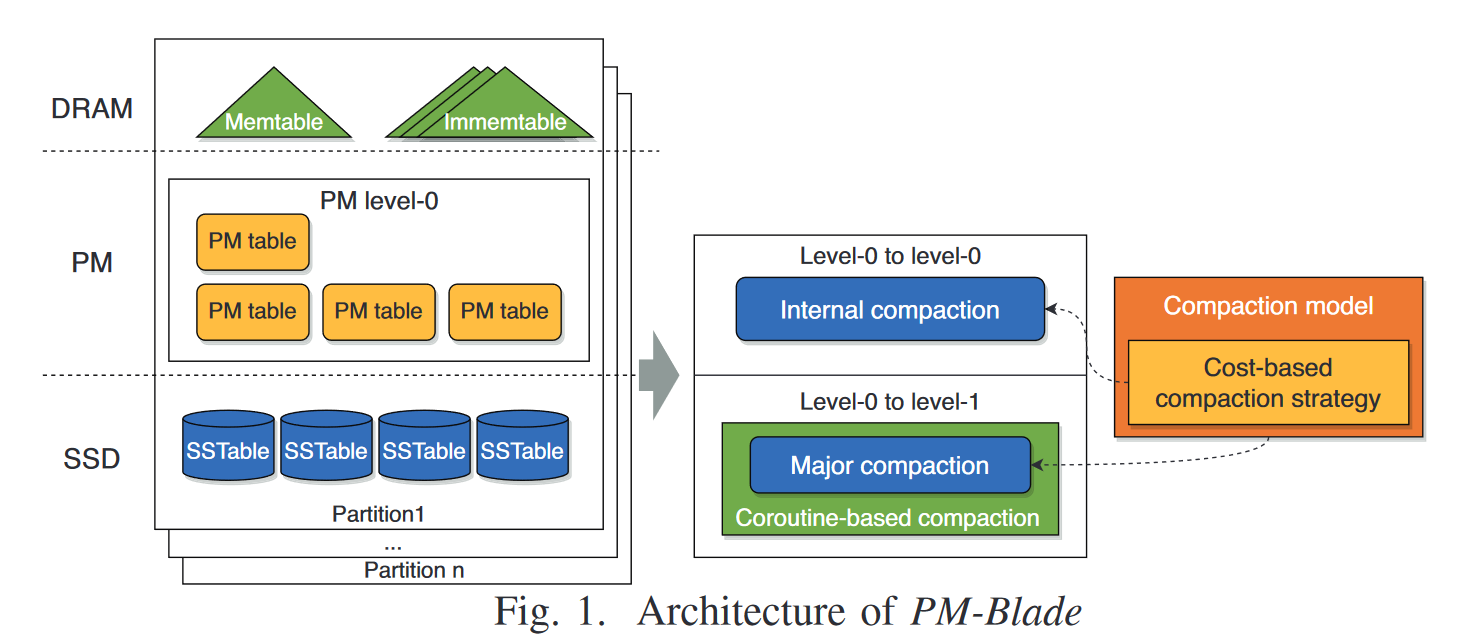 DRAM
Memtable
Immemtable
PM
PM level-0
PM table
PM table
PM table
PM table
SSD
SSTable
SSTable
SSTable
SSTable
Partition1
...
Partition n
Level-0 to level-0
Internal compaction
Level-0 to level-1
Major compaction
Coroutine-based compaction
Compaction model
Cost-based
compaction strategy
Fig. 1. Architecture of PM-Blade